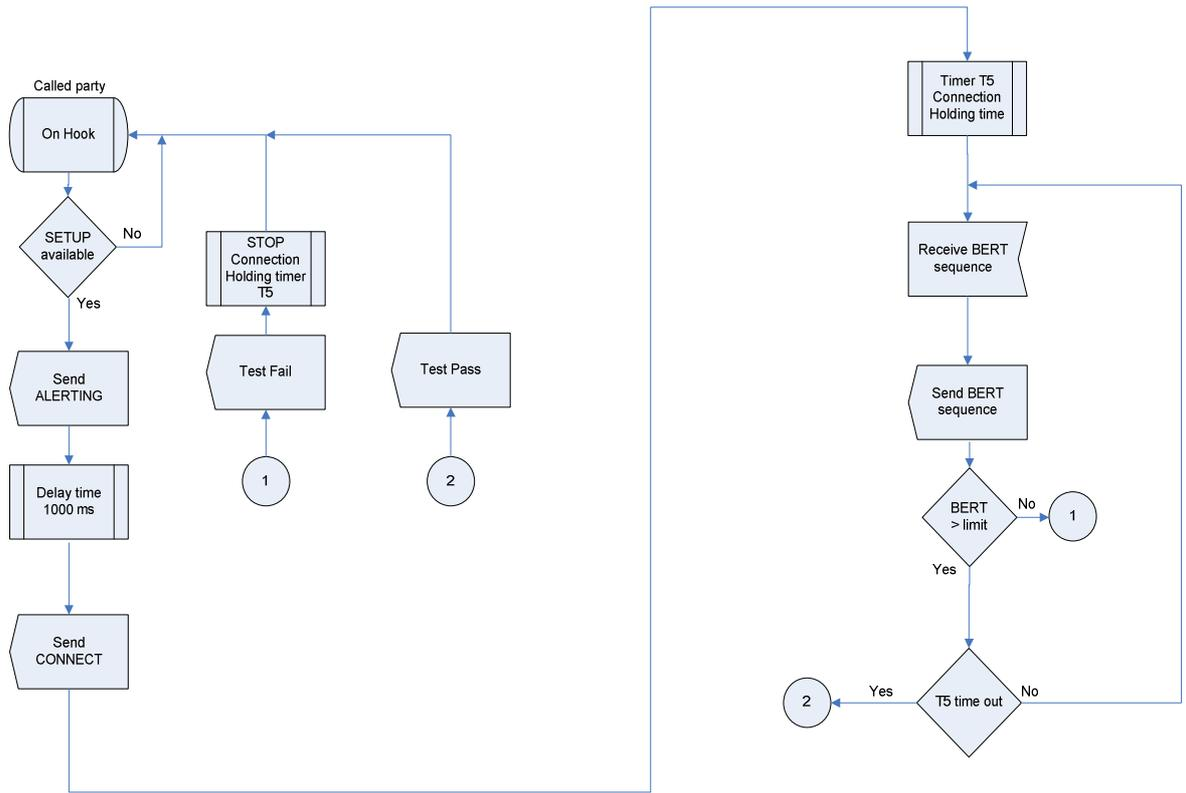 Called party
On Hook
SETUP
available
No
Yes
Send
ALERTING
Delay time
1000 ms
Send
CONNECT
STOP
Connection
Holding timer
T5
Test Fail
1
Test Pass
2
Timer T5
Connection
Holding time
Receive BERT
sequence
Send BERT
sequence
BERT
> limit
No
1
Yes
T5 time out
Yes
2
No